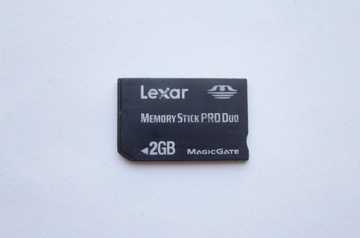 Lexar
MEMORY STICK PRO DUO
2GB
MAGICGATE